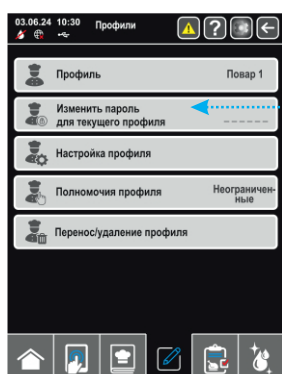 03.06.24 10:30 Профили
Профиль Повар 1
Изменить пароль
для текущего профиля ------
Настройка профиля
Полномочия профиля Неограничен-
ные
Перенос/удаление профиля